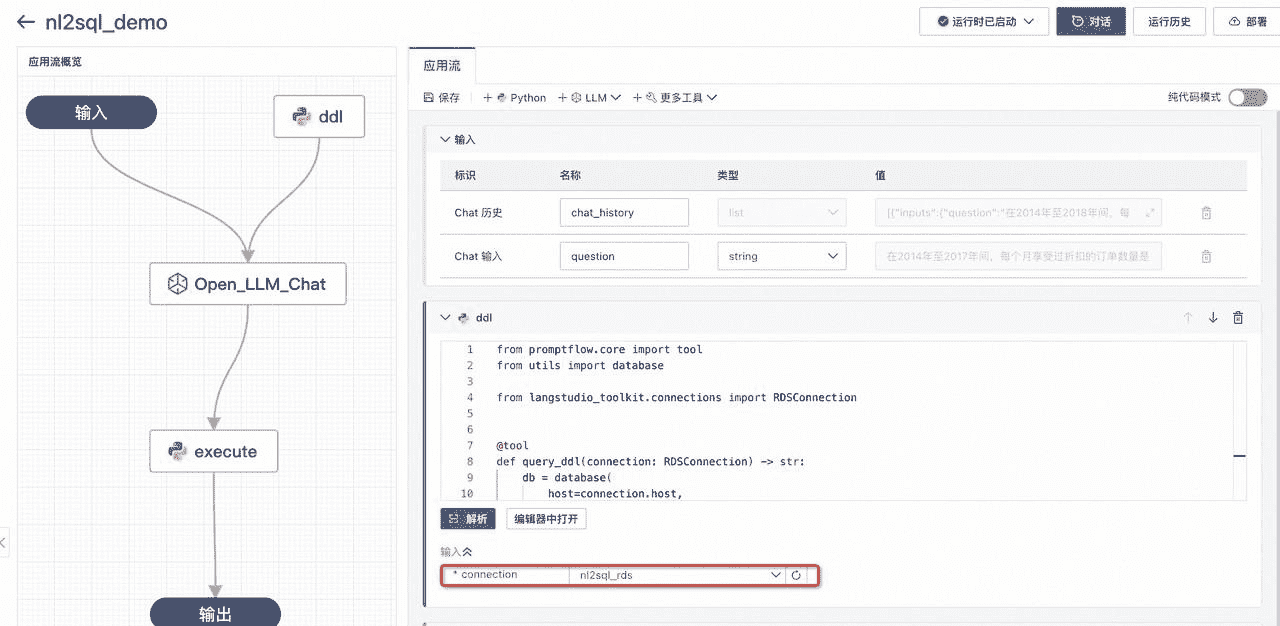 nl2sql_demo
运行时已启动
对话
运行历史
部署
应用流概览
输入
ddl
Open_LLM_Chat
execute
输出
应用流
保存
Python
LLM
更多工具
纯代码模式
输入
标识 名称 类型 值
Chat 历史 chat_history list [{"inputs":{"question":"在2014年至2018年间，每
Chat 输入 question string 在2014年至2017年间，每个月享受过折扣的订单数量是
ddl
1 from promptflow.core import tool
2 from utils import database
3
4 from langstudio_toolkit.connections import RDSConnection
5
6
7 @tool
8 def query_ddl(connection: RDSConnection) -> str:
9 db = database(
10 host=connection.host,
解析
编辑器中打开
输入
* connection nl2sql_rds